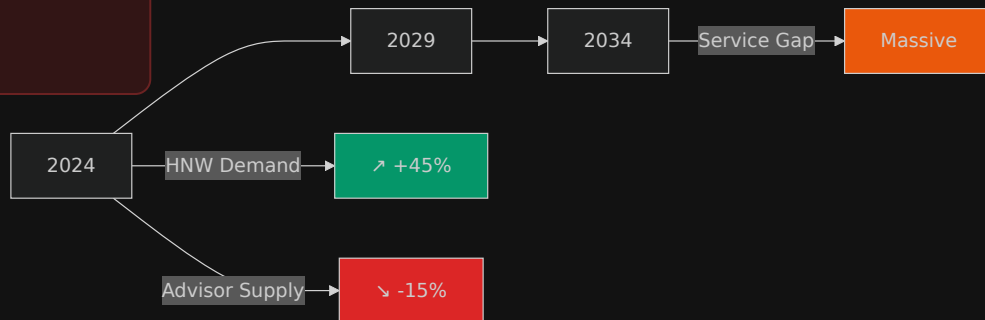 2029
2034
Service Gap
Massive
2024
HNW Demand
↗ +45%
Advisor Supply
↘ -15%